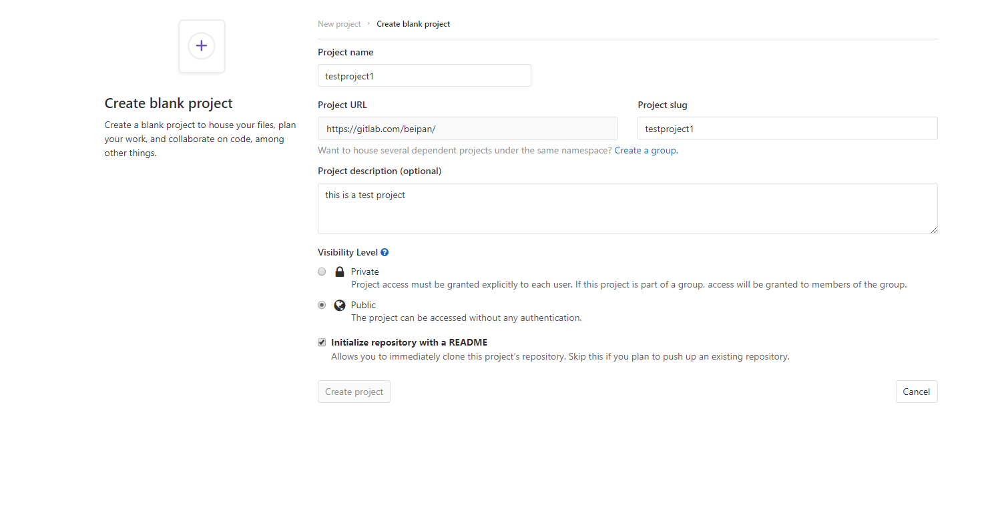 New project › Create blank project
Create blank project
Create a blank project to house your files, plan
your work, and collaborate on code, among
other things.
Project name
testproject1
Project URL
Project slug
https://gitlab.com/beipan/
testproject1
Want to house several dependent projects under the same namespace? Create a group.
Project description (optional)
this is a test project
Visibility Level ?
Private
Project access must be granted explicitly to each user. If this project is part of a group, access will be granted to members of the group.
Public
The project can be accessed without any authentication.
Initialize repository with a README
Allows you to immediately clone this project's repository. Skip this if you plan to push up an existing repository.
Create project
Cancel